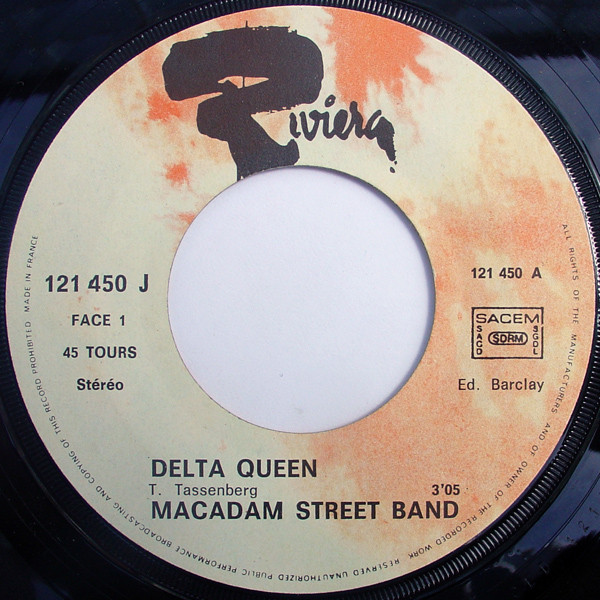 Riviera
121 450 J
FACE 1
45 TOURS
Stéréo
121 450 A
SACEM
SACD
SDRM
SGDL
Ed. Barclay
DELTA QUEEN
T. Tassenberg 3'05
MACADAM STREET BAND
ALL RIGHTS OF THE MANUFACTURERS AND OF OWNER OF THE RECORDED WORK RESERVED UNAUTHORIZED PUBLIC PERFORMANCE BROADCASTING AND COPYING OF THIS RECORD PROHIBITED MADE IN FRANCE